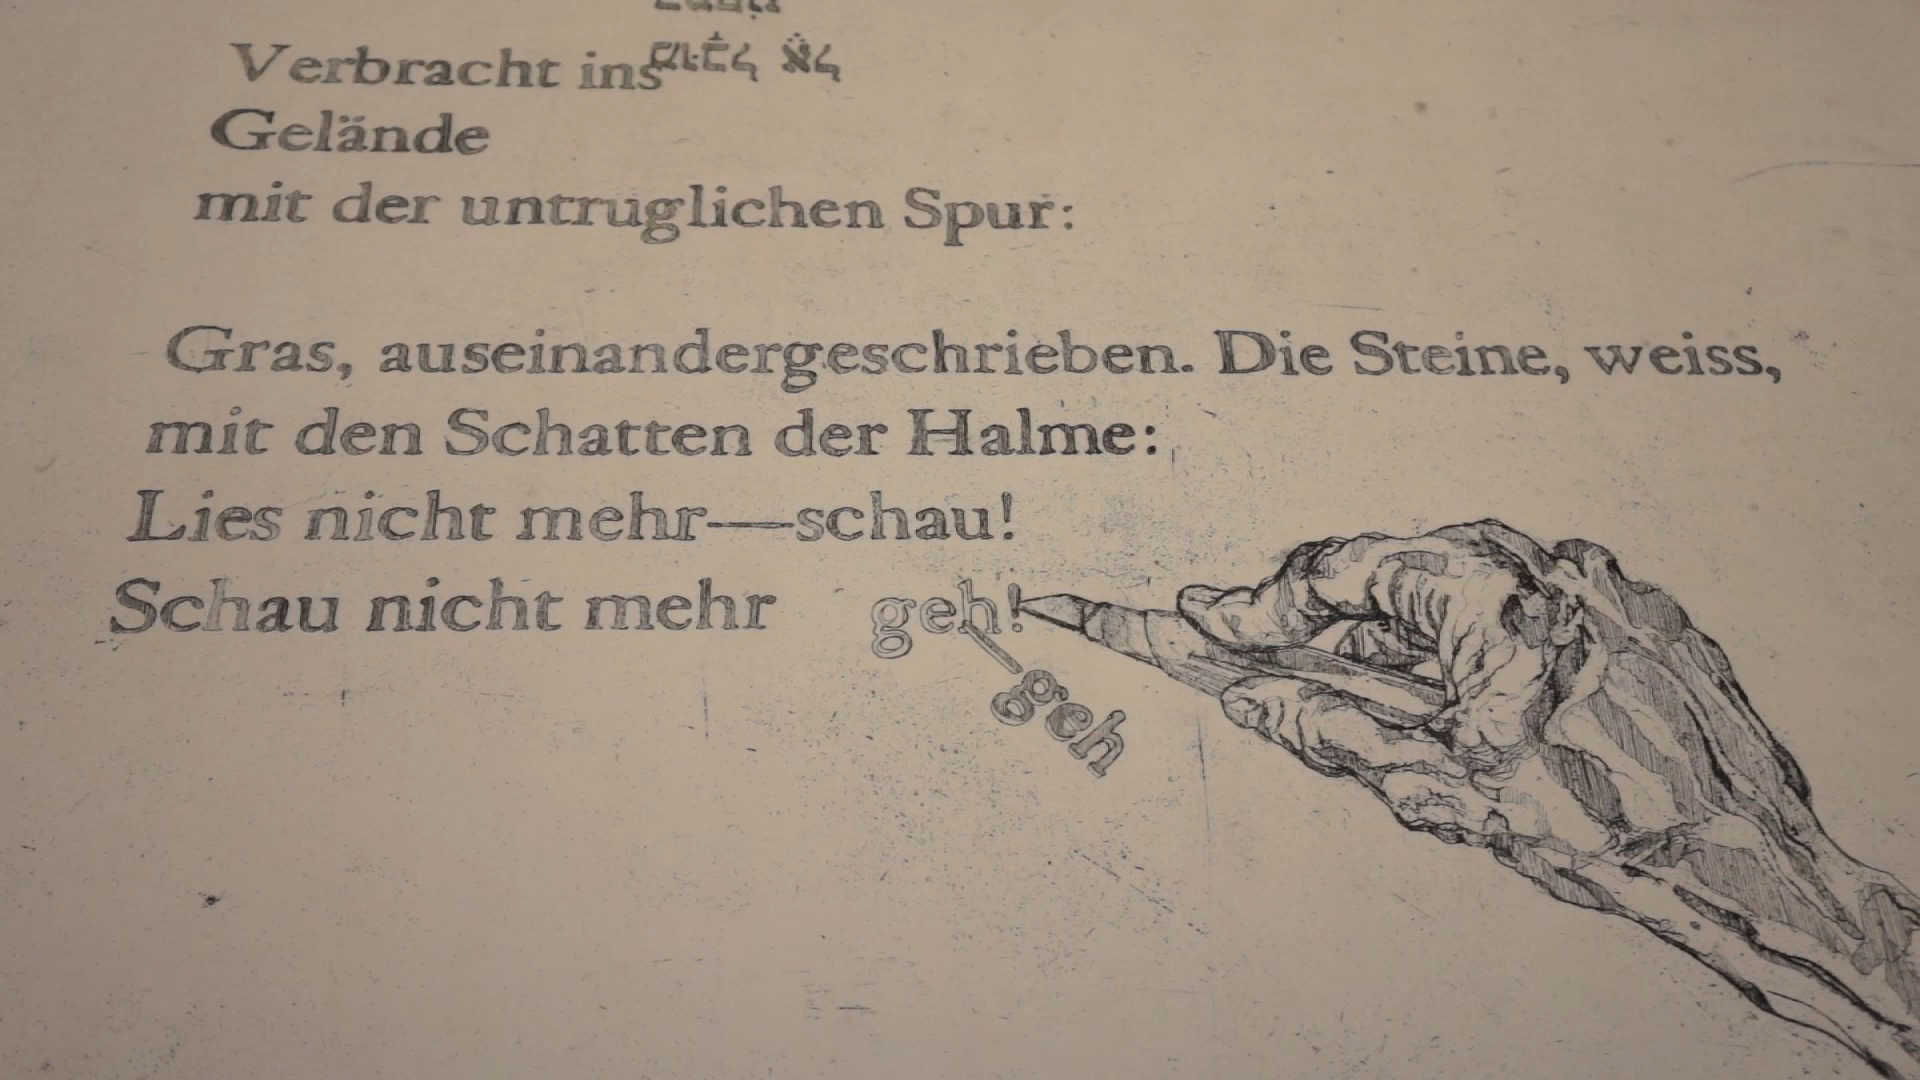 Verbracht ins
Gelände
mit der untruglichen Spur:
Gras, auseinandergeschrieben. Die Steine, weiss,
mit den Schatten der Halme:
Lies nicht mehr—schau!
Schau nicht mehr geh!
geh